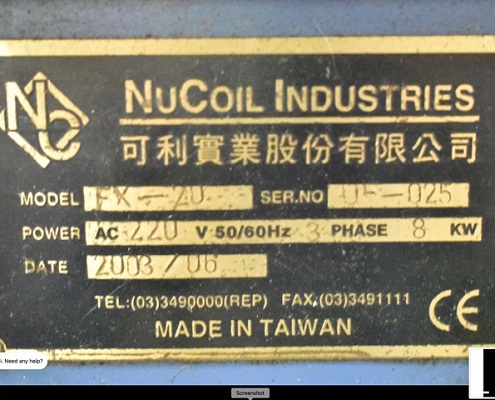 NC
NUCOIL INDUSTRIES
可利實業股份有限公司
MODEL FX-20 SER.NO -025
POWER AC 220 V 50/60Hz 3 PHASE 8 KW
DATE 2003/06
TEL:(03)3490000(REP) FAX:(03)3491111
MADE IN TAIWAN CE
i. Need any help?
Screenshot